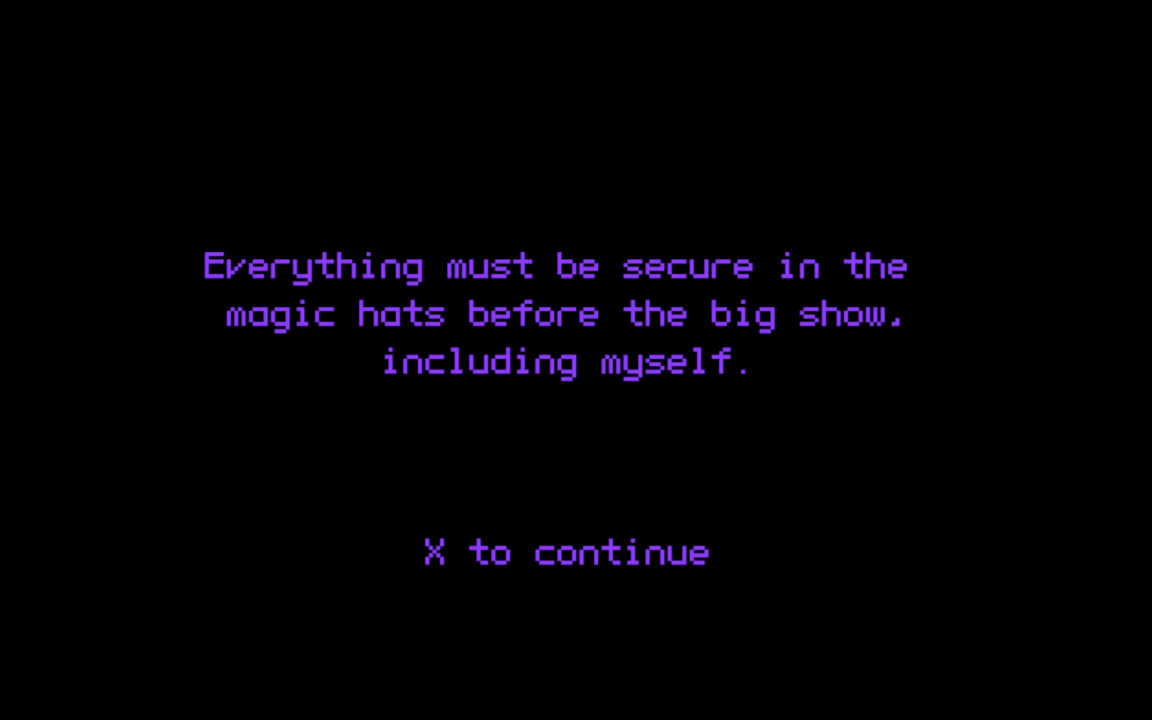 Everything must be secure in the
magic hats before the big show,
including myself.
X to continue